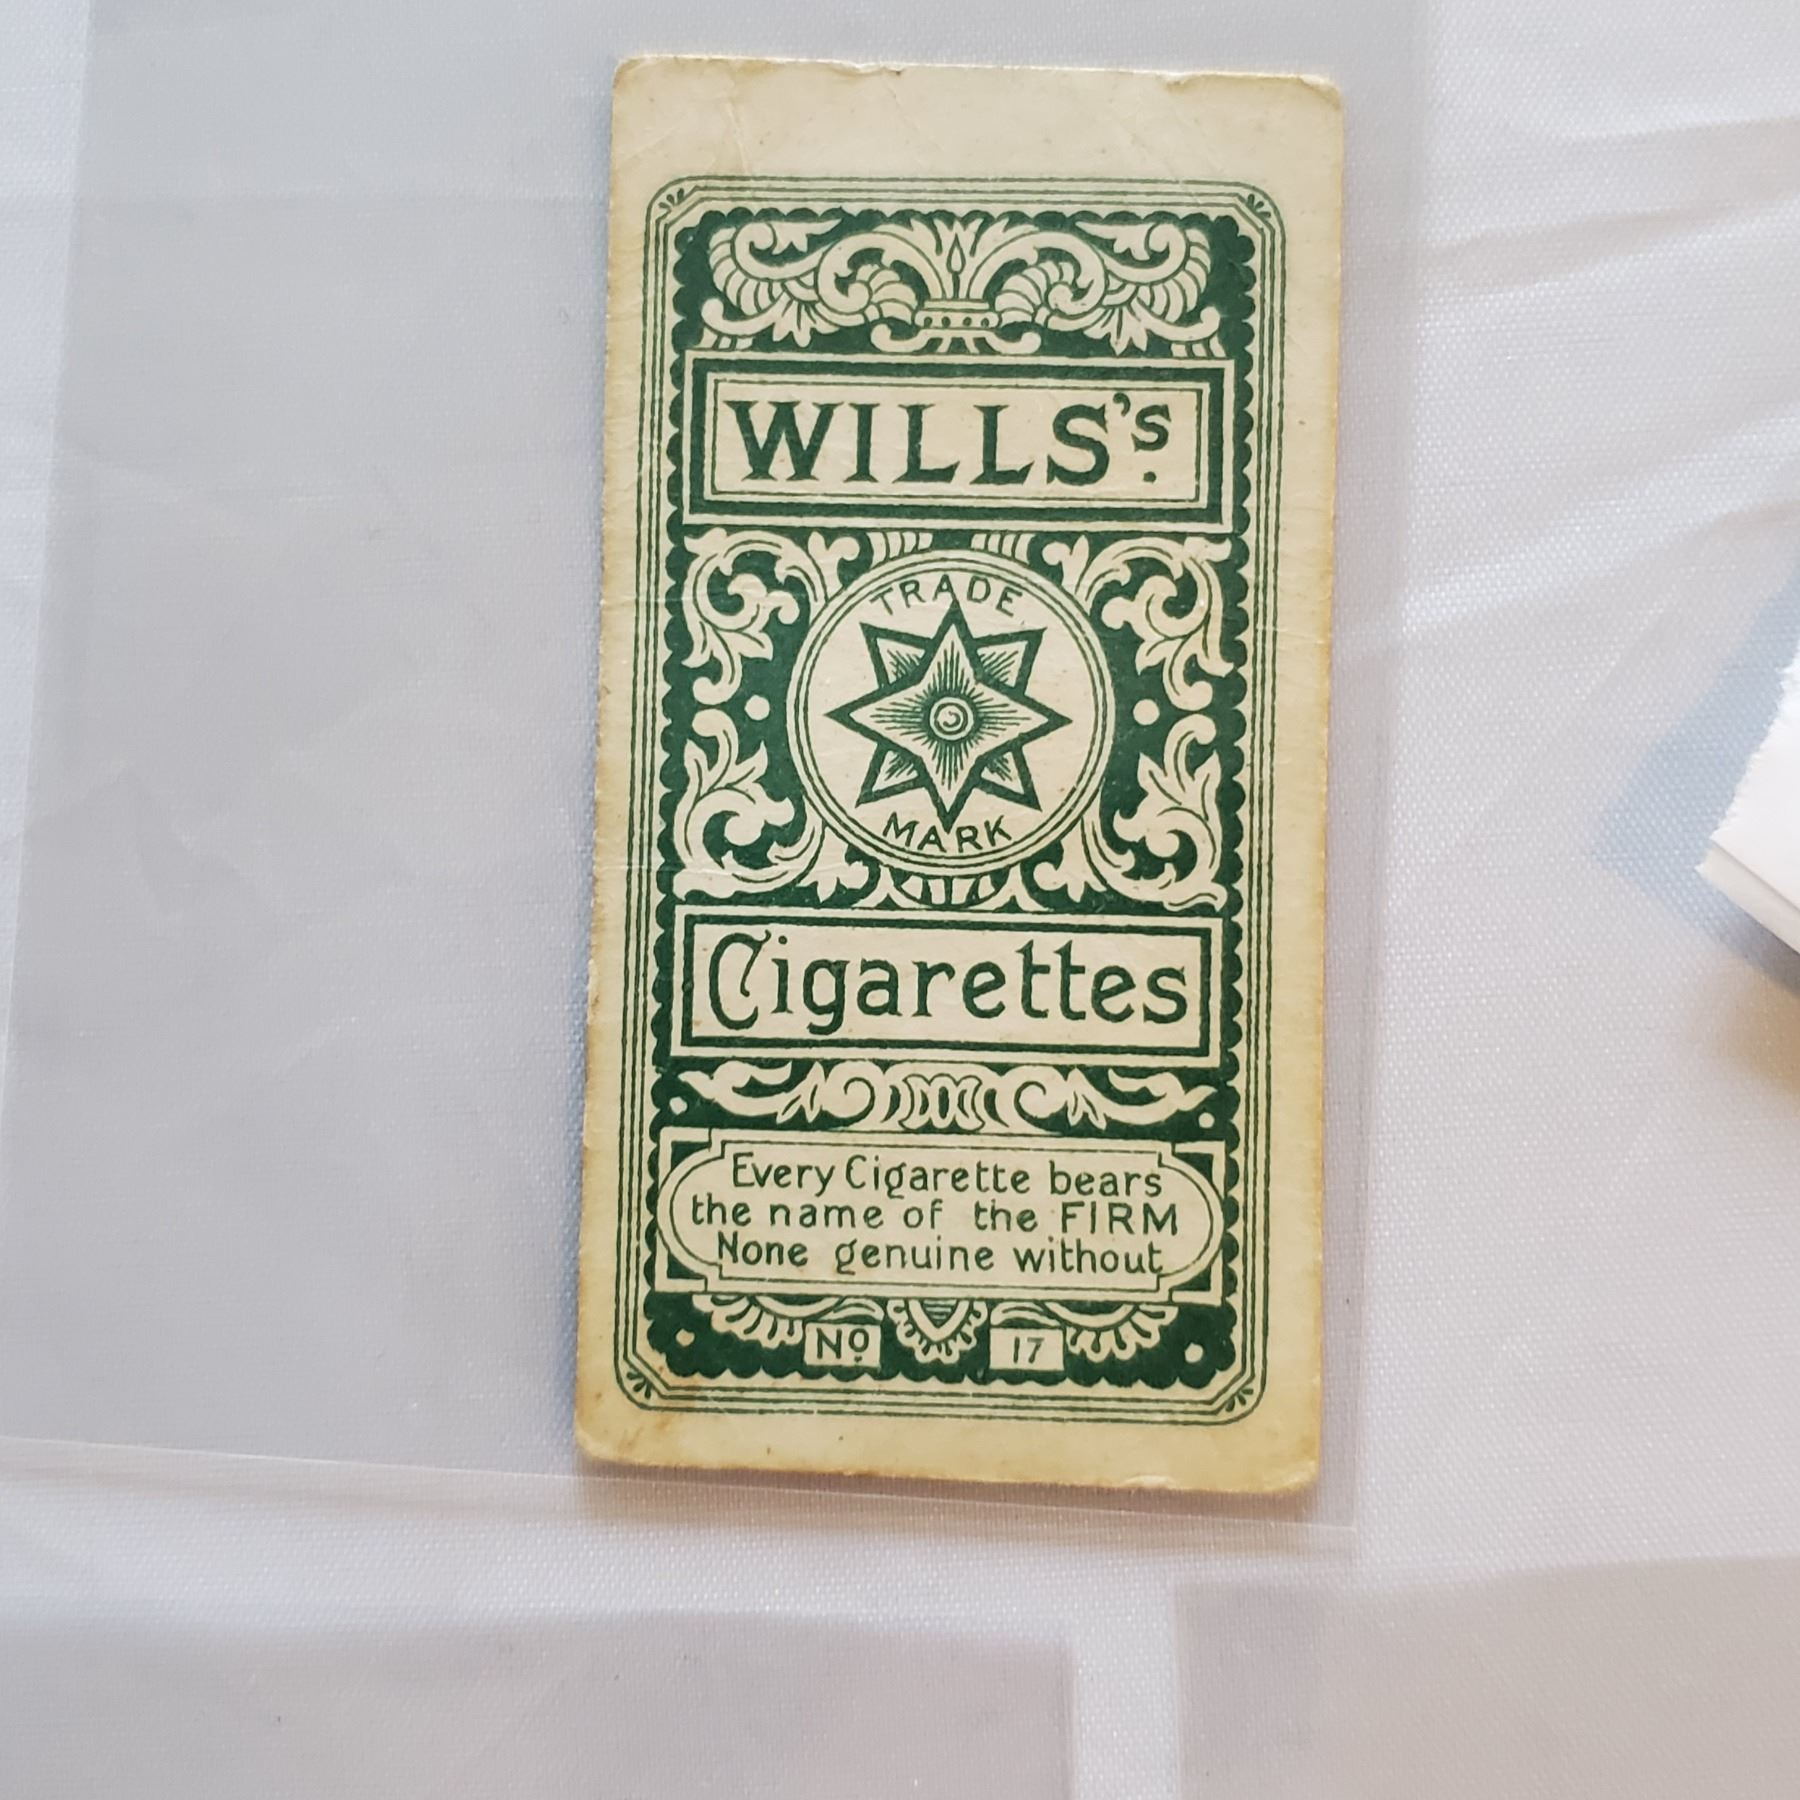 WILLS's.
TRADE
MARK
Cigarettes
Every Cigarette bears
the name of the FIRM
None genuine without
No. 17